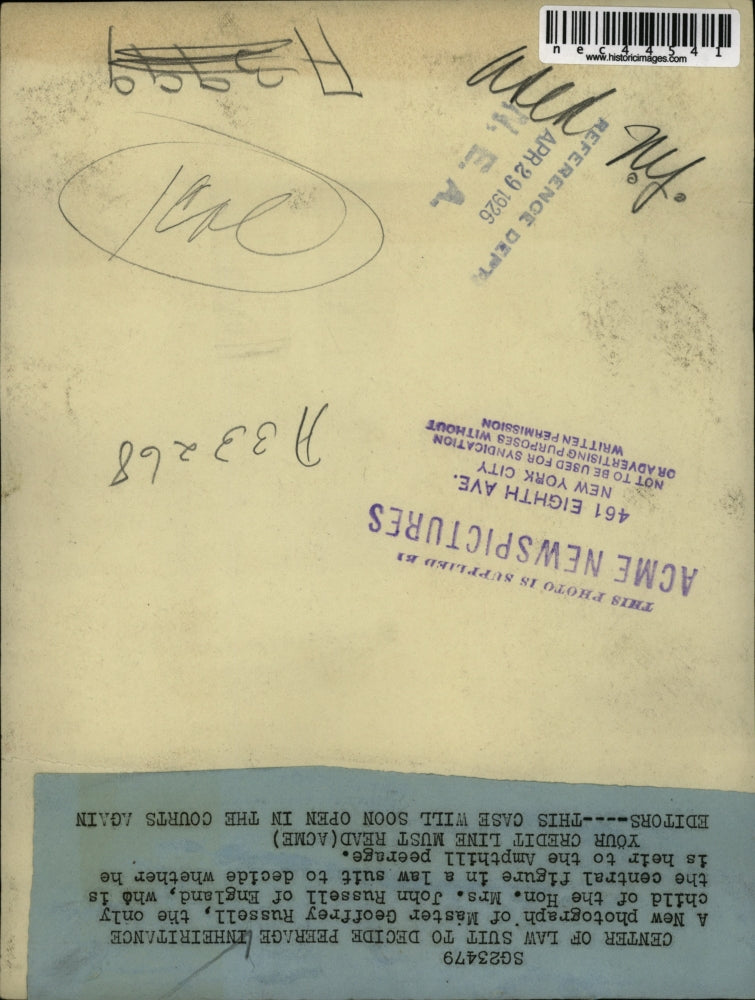 nec44541
www.historicimages.com
used N.Y.
REFERENCE DEP'T
APR 29 1926
N. E. A.
A33268
THIS PHOTO IS SUPPLIED BY
ACME NEWSPICTURES
461 EIGHTH AVE.
NEW YORK CITY
NOT TO BE USED FOR SYNDICATION
OR ADVERTISING PURPOSES WITHOUT
WRITTEN PERMISSION
SG23479
CENTER OF LAW SUIT TO DECIDE PEERAGE INHEIRITANCE
A New photograph of Master Geoffrey Russell, the only
child of the Hon. Mrs. John Russell of England, who is
the central figure in a law suit to decide whether he
is heir to the Ampthill peerage.
YOUR CREDIT LINE MUST READ(ACME)
EDITORS-----THIS CASE WILL SOON OPEN IN THE COURTS AGAIN